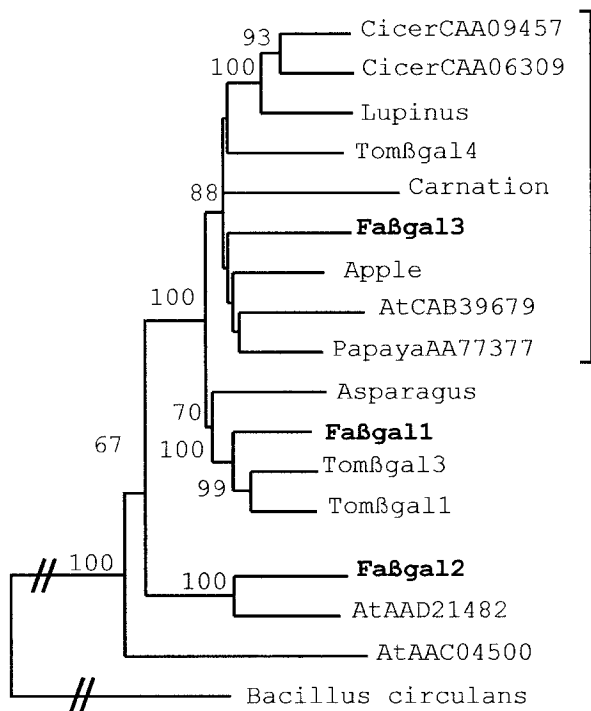 93
CicerCAA09457
100
CicerCAA06309
Lupinus
Tomßgal4
88
Carnation
Faßgal3
Apple
100
AtCAB39679
PapayaAA77377
Asparagus
70
Faßgal1
67
100
Tomßgal3
99
Tomßgal1
100
Faßgal2
100
AtAAD21482
AtAAC04500
Bacillus circulans